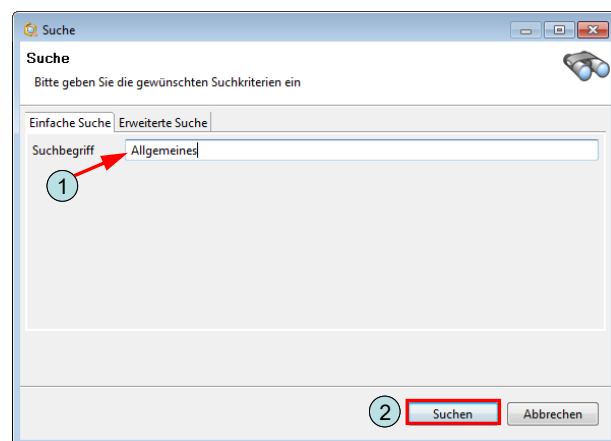 Suche
Suche
Bitte geben Sie die gewünschten Suchkriterien ein
Einfache Suche Erweiterte Suche
Suchbegriff Allgemeines
1
2 Suchen Abbrechen